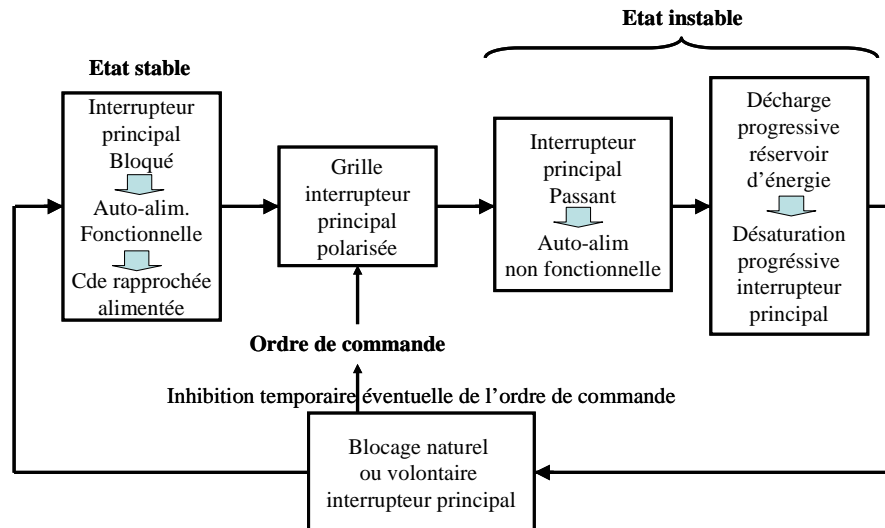 Etat instable
Etat stable
Interrupteur
principal
Bloqué
Auto-alim.
Fonctionnelle
Cde rapprochée
alimentée
Grille
interrupteur
principal
polarisée
Interrupteur
principal
Passant
Auto-alim
non fonctionnelle
Décharge
progressive
réservoir
d'énergie
Désaturation
progréssive
interrupteur
principal
Ordre de commande
Inhibition temporaire éventuelle de l'ordre de commande
Blocage naturel
ou volontaire
interrupteur principal